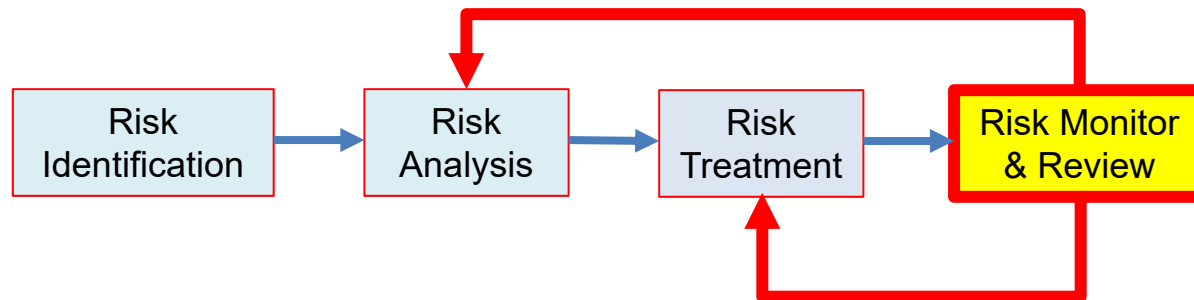 Risk
Identification
Risk
Analysis
Risk
Treatment
Risk Monitor
& Review